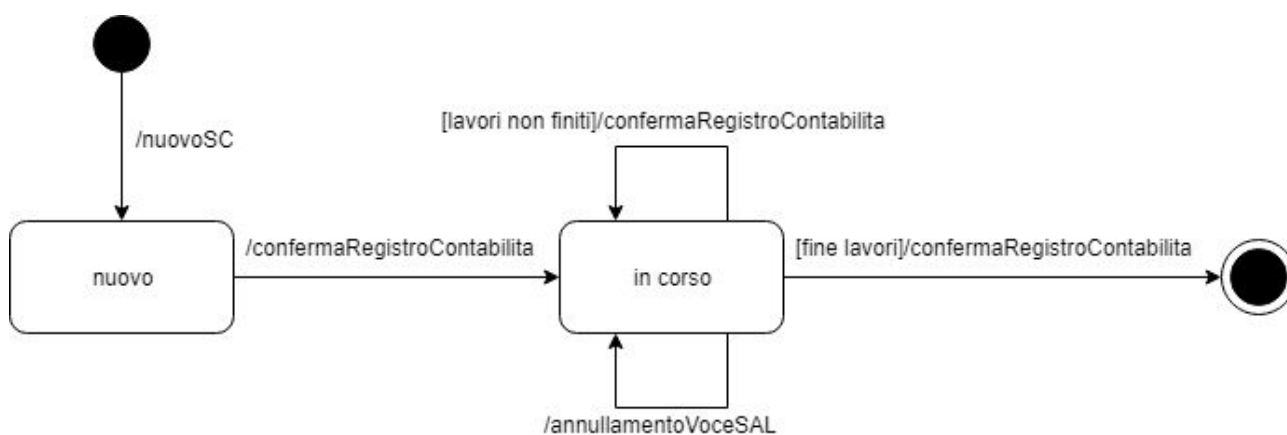 [lavori non finiti]/confermaRegistroContabilita
/nuovoSC
/confermaRegistroContabilita
[fine lavori]/confermaRegistroContabilita
nuovo
in corso
/annullamentoVoceSAL